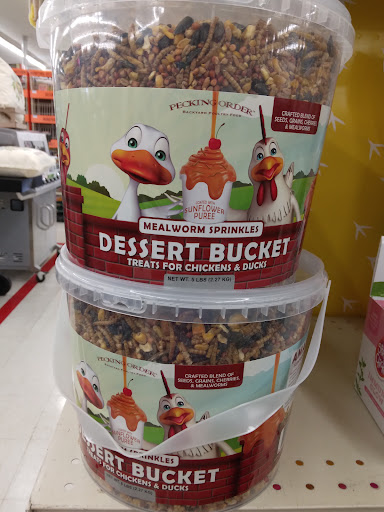 PECKING ORDER
BACKYARD POULTRY FOOD
CRAFTED BLEND OF
SEEDS, GRAINS, CHERRIES
& MEALWORMS
SUNFLOWER
PUREE
MEALWORM SPRINKLES
DESSERT BUCKET
TREATS FOR CHICKENS & DUCKS
NET WT. 5 LBS (2.27 KG)
PECKING ORDER
CRAFTED BLEND OF
SEEDS, GRAINS, CHERRIES,
& MEALWORMS
SPRINKLES
BUCKET
FOR CHICKENS & DUCKS